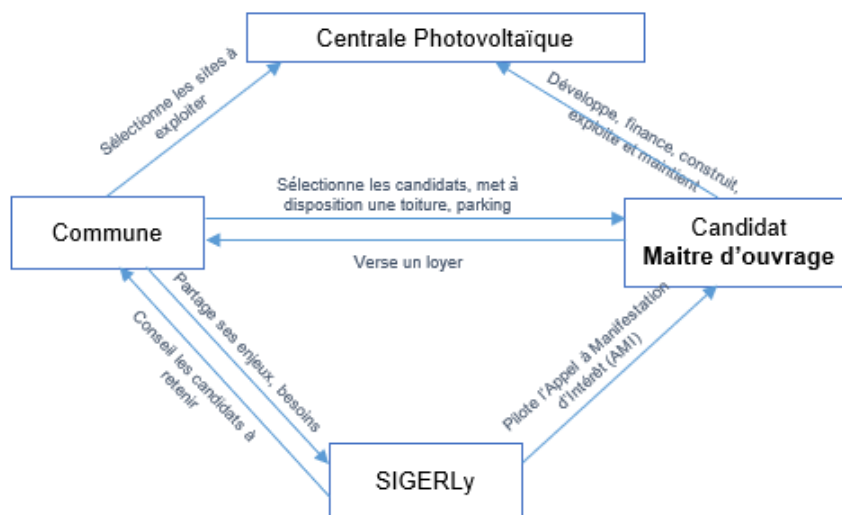 Centrale Photovoltaïque
Sélectionne les sites à
exploiter
Développe, finance, construit,
exploite et maintient
Sélectionne les candidats, met à
disposition une toiture, parking
Commune
Candidat
Maitre d'ouvrage
Verse un loyer
Partage ses enjeux, besoins
Conseil les candidats à
retenir
Pilote l'Appel à Manifestation
d'Intérêt (AMI)
SIGERLy